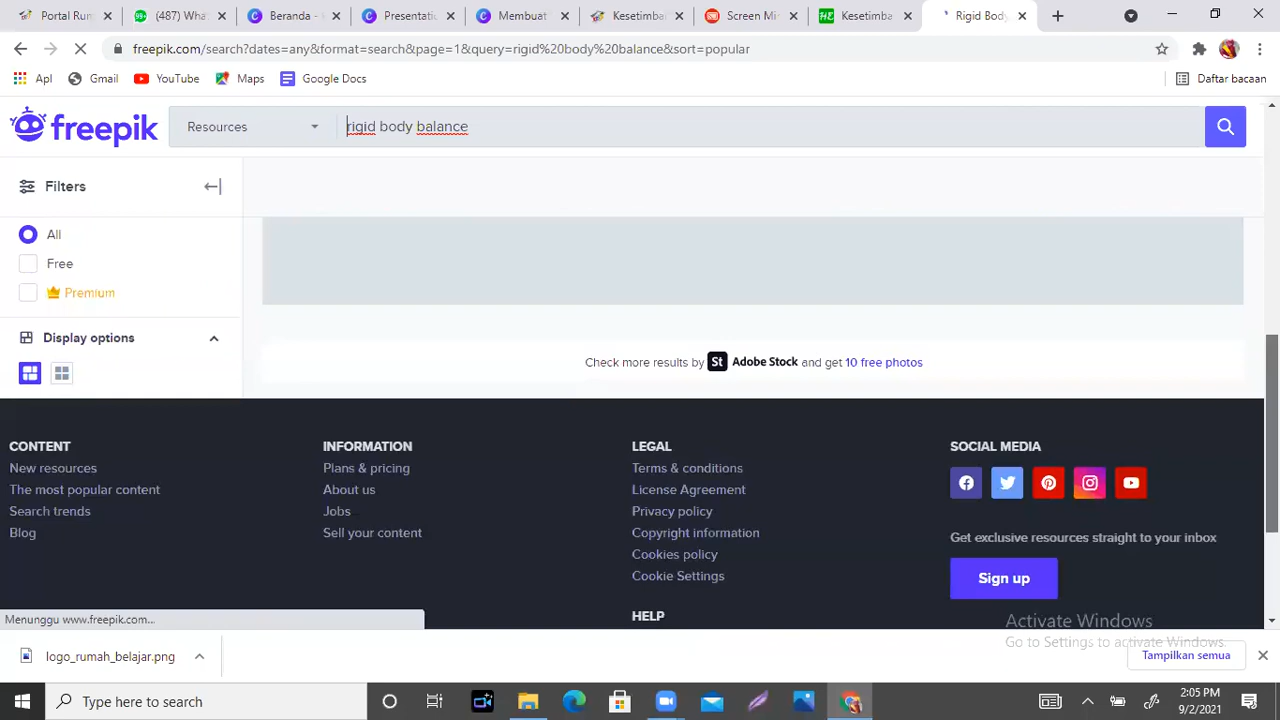 Portal Rum
(487) Wha
Beranda -
Presentati
Membuat
Kesetimba
Screen Mi
Kesetimba
Rigid Body
freepik.com/search?dates=any&format=search&page=1&query=rigid%20body%20balance&sort=popular
Apl
Gmail
YouTube
Maps
Google Docs
Daftar bacaan
freepik
Resources
rigid body balance
Filters
All
Free
Premium
Display options
Check more results by St Adobe Stock and get 10 free photos
CONTENT
New resources
The most popular content
Search trends
Blog
INFORMATION
Plans & pricing
About us
Jobs
Sell your content
LEGAL
Terms & conditions
License Agreement
Privacy policy
Copyright information
Cookies policy
Cookie Settings
HELP
SOCIAL MEDIA
Get exclusive resources straight to your inbox
Sign up
Activate Windows
Go to Settings to activate Windows.
Menunggu www.freepik.com...
logo_rumah_belajar.png
Tampilkan semua
Type here to search
2:05 PM
9/2/2021